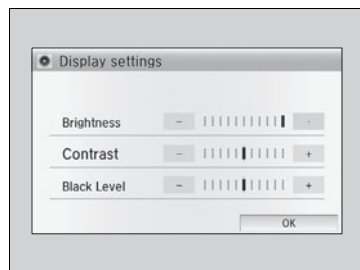 Display settings
Brightness - +
Contrast - +
Black Level - +
OK